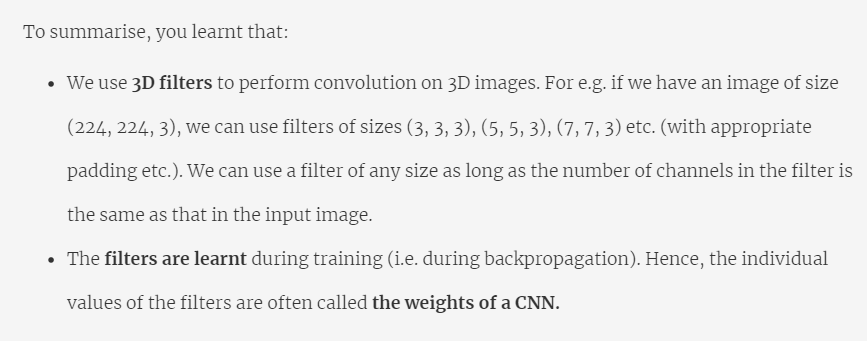 To summarise, you learnt that:
• We use 3D filters to perform convolution on 3D images. For e.g. if we have an image of size
(224, 224, 3), we can use filters of sizes (3, 3, 3), (5, 5, 3), (7, 7, 3) etc. (with appropriate
padding etc.). We can use a filter of any size as long as the number of channels in the filter is
the same as that in the input image.
• The filters are learnt during training (i.e. during backpropagation). Hence, the individual
values of the filters are often called the weights of a CNN.